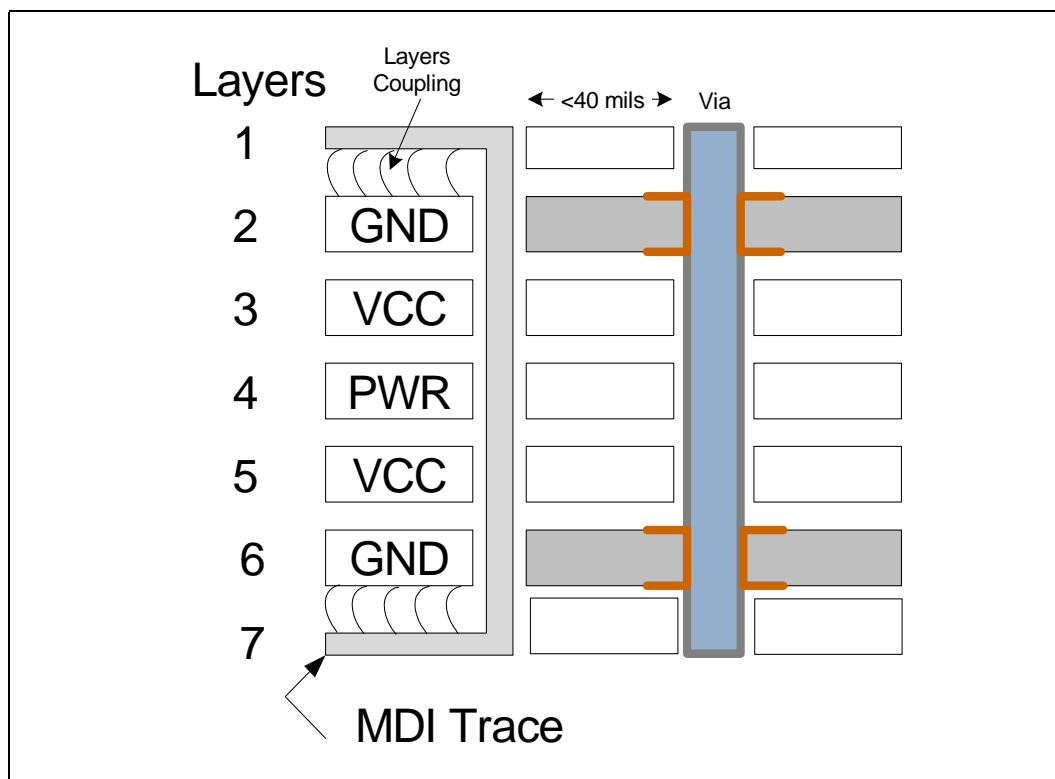 Layers
Layers
Coupling
<40 mils
Via
1
2
GND
3
VCC
4
PWR
5
VCC
6
GND
7
MDI Trace